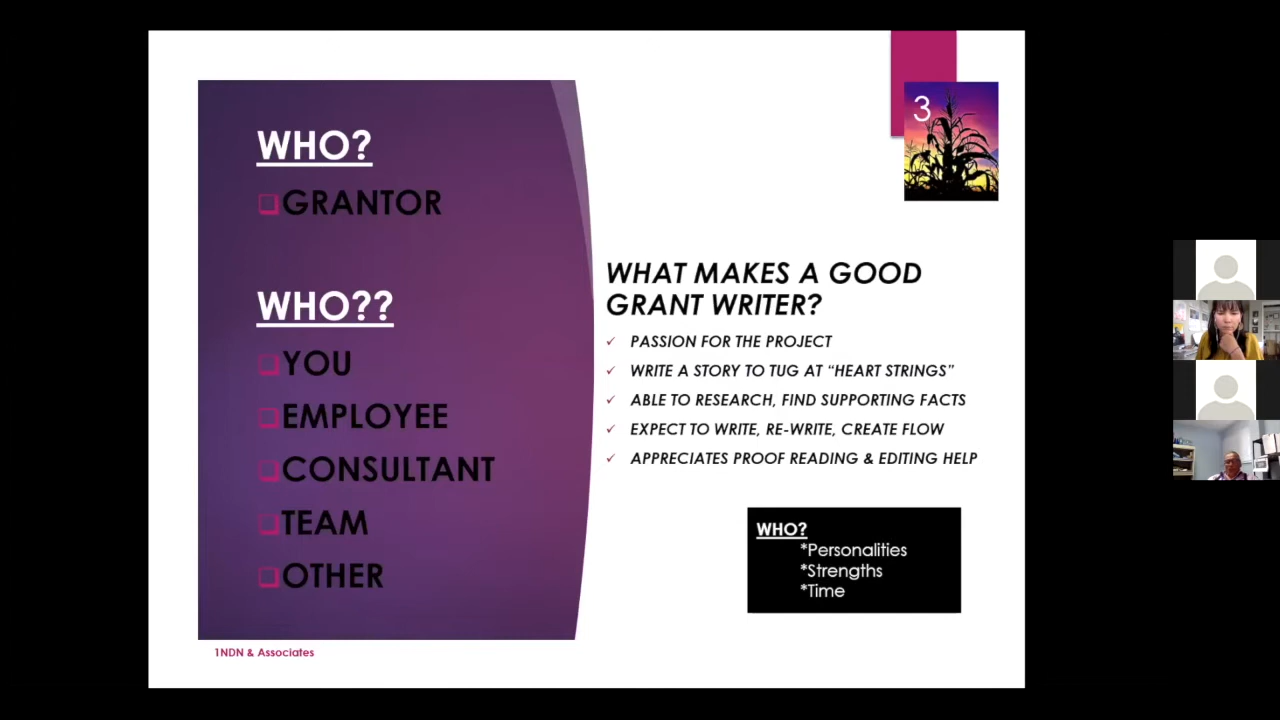 WHO?
GRANTOR
WHO??
YOU
EMPLOYEE
CONSULTANT
TEAM
OTHER
3
WHAT MAKES A GOOD
GRANT WRITER?
PASSION FOR THE PROJECT
WRITE A STORY TO TUG AT “HEART STRINGS”
ABLE TO RESEARCH, FIND SUPPORTING FACTS
EXPECT TO WRITE, RE-WRITE, CREATE FLOW
APPRECIATES PROOF READING & EDITING HELP
WHO?
*Personalities
*Strengths
*Time
1NDN & Associates